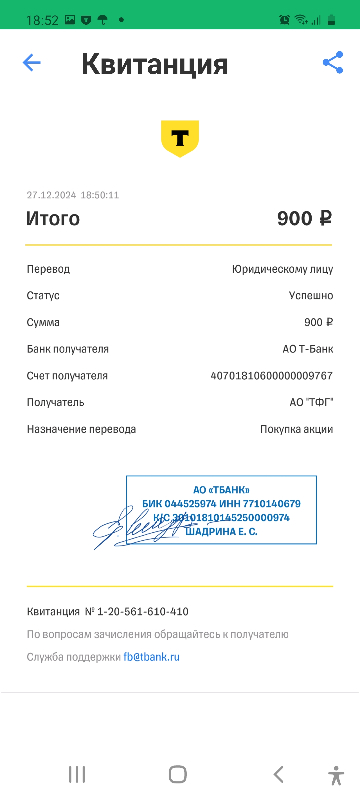 18:52
Квитанция
Т
27.12.2024 18:50:11
Итого 900 ₽
Перевод Юридическому лицу
Статус Успешно
Сумма 900 ₽
Банк получателя АО Т-Банк
Счет получателя 40701810600000009767
Получатель АО "ТФГ"
Назначение перевода Покупка акции
АО «ТБАНК»
БИК 044525974 ИНН 7710140679
К/С 30101810145250000974
ШАДРИНА Е. С.
Квитанция № 1-20-561-610-410
По вопросам зачисления обращайтесь к получателю
Служба поддержки fb@tbank.ru